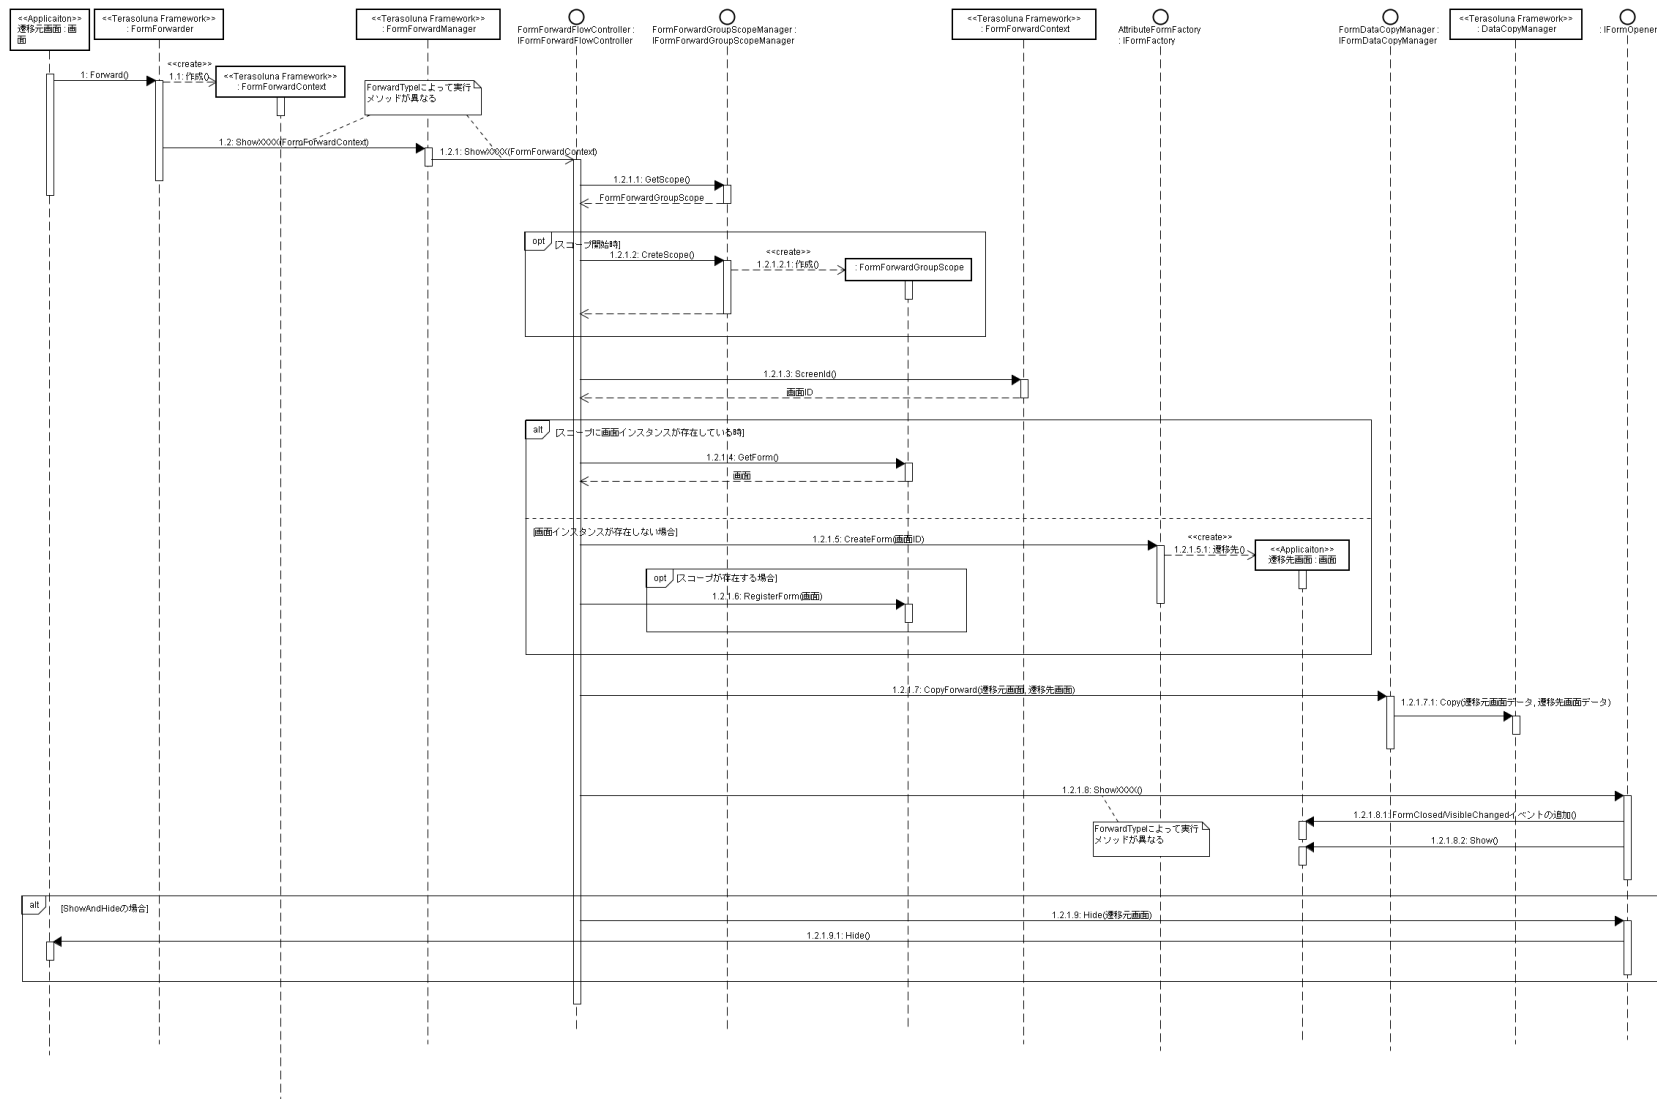 <<Applicaiton>>
遷移元画面 : 画
面
<<Terasoluna Framework>>
: FormForwarder
<<Terasoluna Framework>>
: FormForwardManager
FormForwardFlowController :
IFormForwardFlowController
FormForwardGroupScopeManager :
IFormForwardGroupScopeManager
<<Terasoluna Framework>>
: FormForwardContext
AttributeFormFactory
: IFormFactory
FormDataCopyManager :
IFormDataCopyManager
<<Terasoluna Framework>>
: DataCopyManager
: IFormOpener
<<create>>
1: Forward()
1.1: 作成()
<<Terasoluna Framework>>
: FormForwardContext
ForwardTypeによって実行
メソッドが異なる
1.2: ShowXXXX(FormForwardContext)
1.2.1: ShowXXXX(FormForwardContext)
1.2.1.1: GetScope()
FormForwardGroupScope
opt
[スコープ開始時]
1.2.1.2: CreteScope()
<<create>>
1.2.1.2.1: 作成()
: FormForwardGroupScope
1.2.1.3: ScreenId()
画面ID
alt
[スコープに画面インスタンスが存在している時]
1.2.1.4: GetForm()
画面
[画面インスタンスが存在しない場合]
1.2.1.5: CreateForm(画面ID)
<<create>>
1.2.1.5.1: 遷移先()
<<Applicaiton>>
遷移先画面 : 画面
opt
[スコープが存在する場合]
1.2.1.6: RegisterForm(画面)
1.2.1.7: CopyForward(遷移元画面, 遷移先画面)
1.2.1.7.1: Copy(遷移元画面データ, 遷移先画面データ)
1.2.1.8: ShowXXXX()
ForwardTypeによって実行
メソッドが異なる
1.2.1.8.1: FormClosed/VisibleChangedイベントの追加()
1.2.1.8.2: Show()
alt
[ShowAndHideの場合]
1.2.1.9: Hide(遷移元画面)
1.2.1.9.1: Hide()